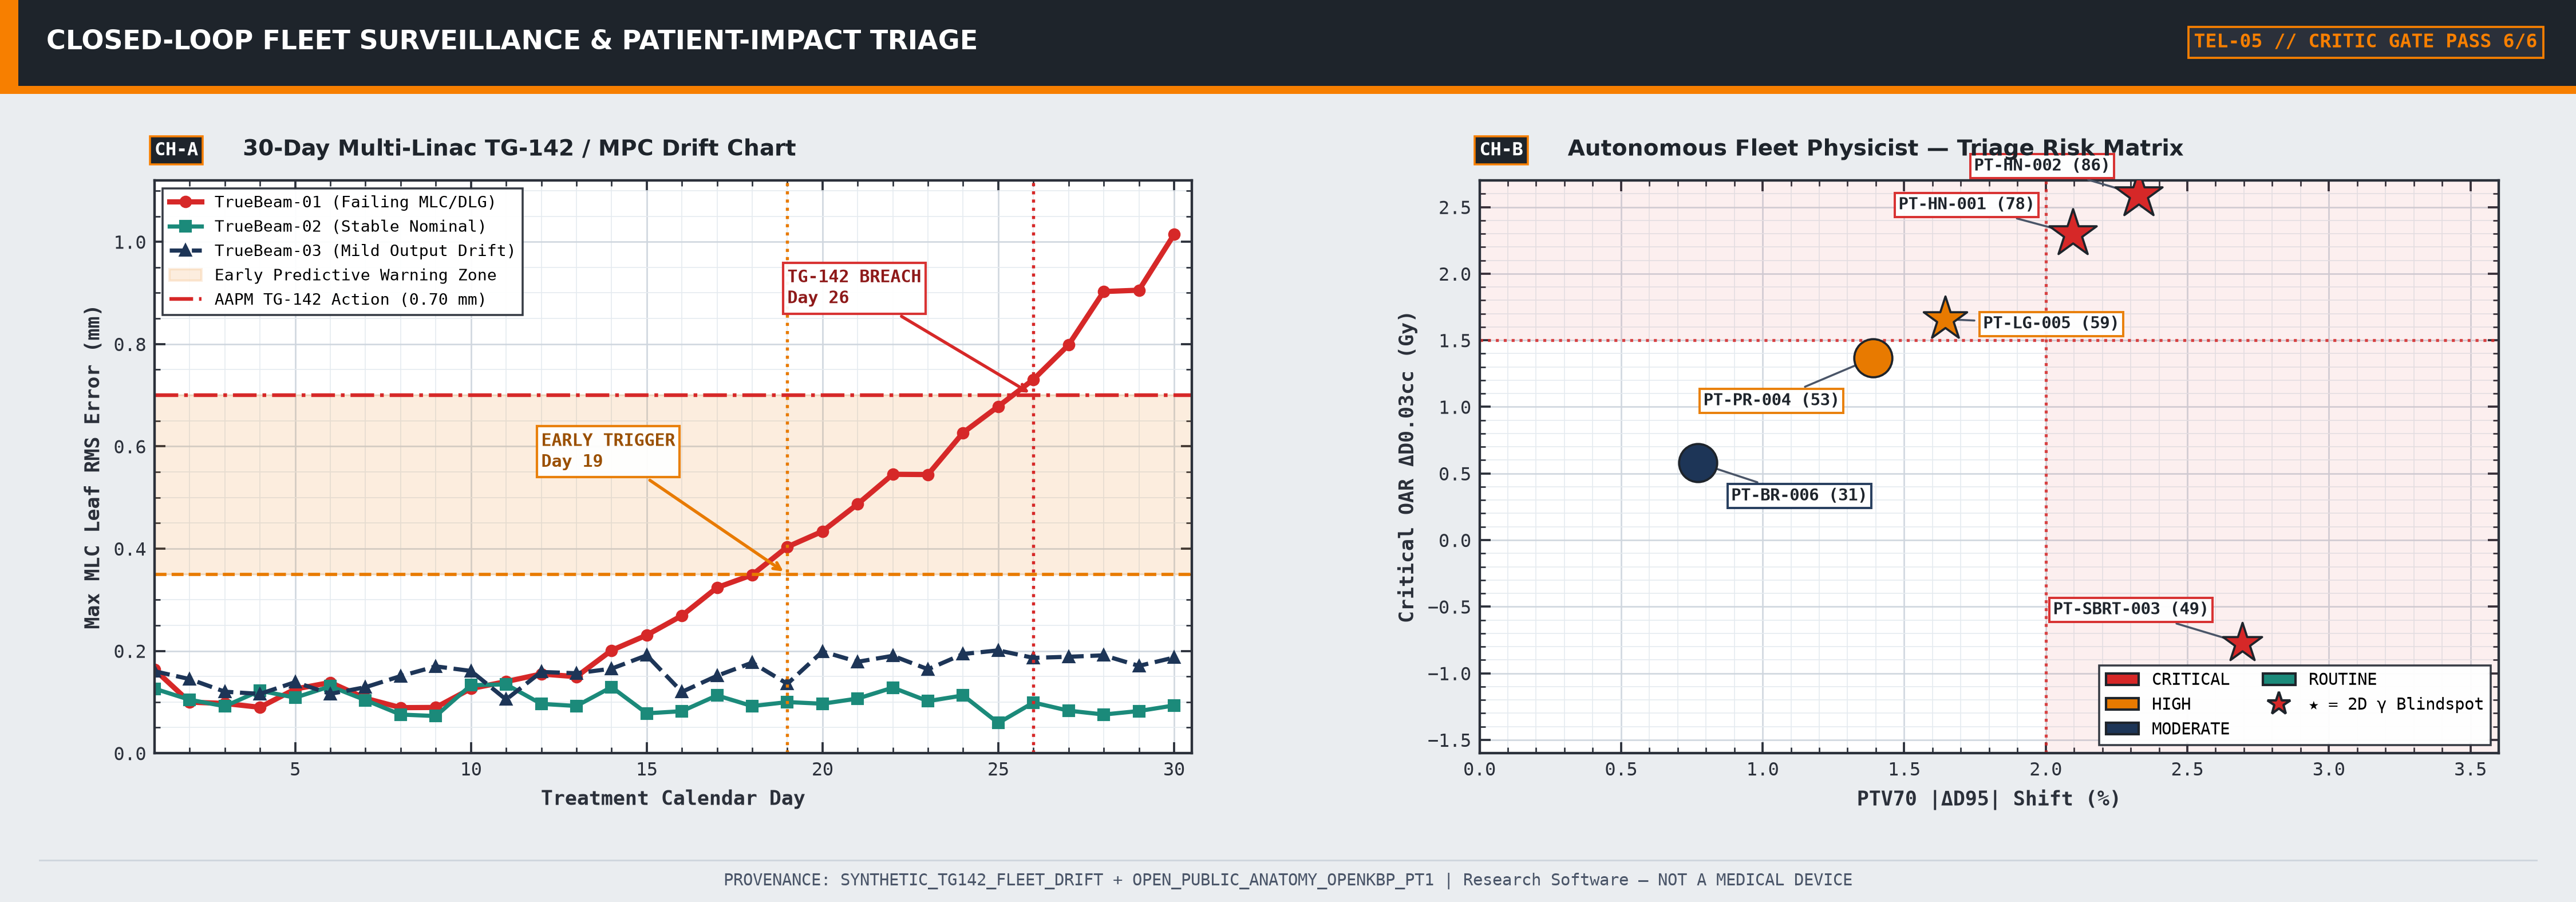 CLOSED-LOOP FLEET SURVEILLANCE & PATIENT-IMPACT TRIAGE
TEL-05 // CRITIC GATE PASS 6/6
CH-A
30-Day Multi-Linac TG-142 / MPC Drift Chart
TrueBeam-01 (Failing MLC/DLG)
TrueBeam-02 (Stable Nominal)
TrueBeam-03 (Mild Output Drift)
Early Predictive Warning Zone
AAPM TG-142 Action (0.70 mm)
TG-142 BREACH
Day 26
EARLY TRIGGER
Day 19
Max MLC Leaf RMS Error (mm)
1.0
0.8
0.6
0.4
0.2
0.0
5
10
15
20
25
30
Treatment Calendar Day
CH-B
Autonomous Fleet Physicist — Triage Risk Matrix
PT-HN-002 (86)
PT-HN-001 (78)
PT-LG-005 (59)
PT-PR-004 (53)
PT-BR-006 (31)
PT-SBRT-003 (49)
Critical OAR ΔD0.03cc (Gy)
2.5
2.0
1.5
1.0
0.5
0.0
−0.5
−1.0
−1.5
CRITICAL
HIGH
MODERATE
ROUTINE
★ = 2D γ Blindspot
0.0
0.5
1.0
1.5
2.0
2.5
3.0
3.5
PTV70 |ΔD95| Shift (%)
PROVENANCE: SYNTHETIC_TG142_FLEET_DRIFT + OPEN_PUBLIC_ANATOMY_OPENKBP_PT1 | Research Software — NOT A MEDICAL DEVICE